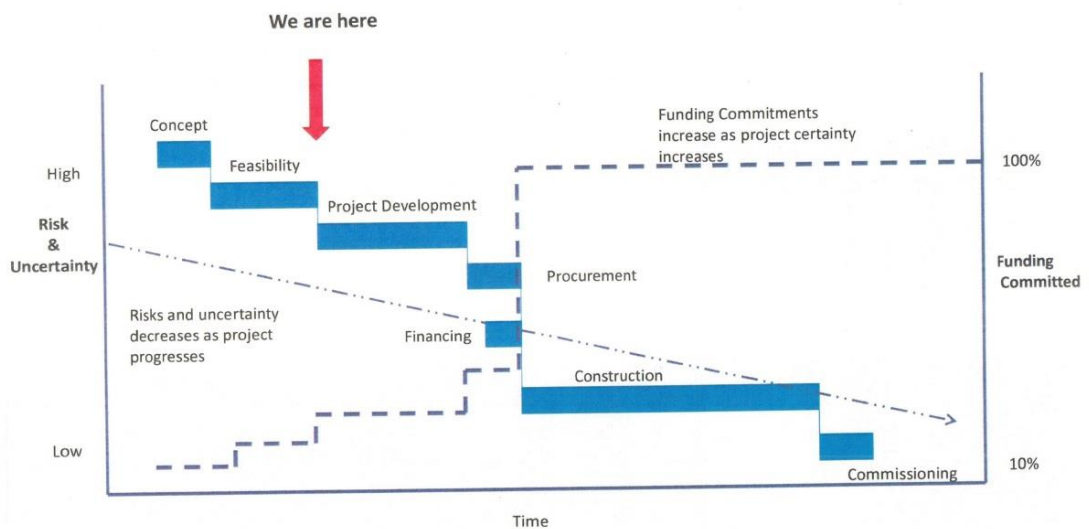 We are here
Concept
Feasibility
Project Development
Procurement
Financing
Construction
Commissioning
High
Risk
&
Uncertainty
Low
Risks and uncertainty
decreases as project
progresses
Funding Commitments
increase as project certainty
increases
100%
Funding
Committed
10%
Time